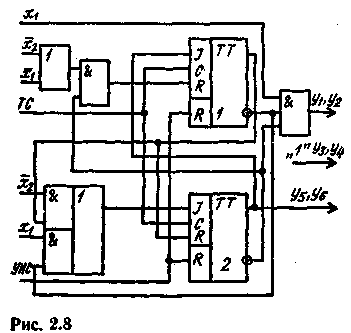 x₁
x̄₂
1
x₁
&
TC
J TT
C
R
R 1
&
y₁, y₂
„1" y₃, y₄
y₅, y₆
x̄₂
& 1
x₁
&
УНС
J TT
C
R
R 2
Рис. 2.8